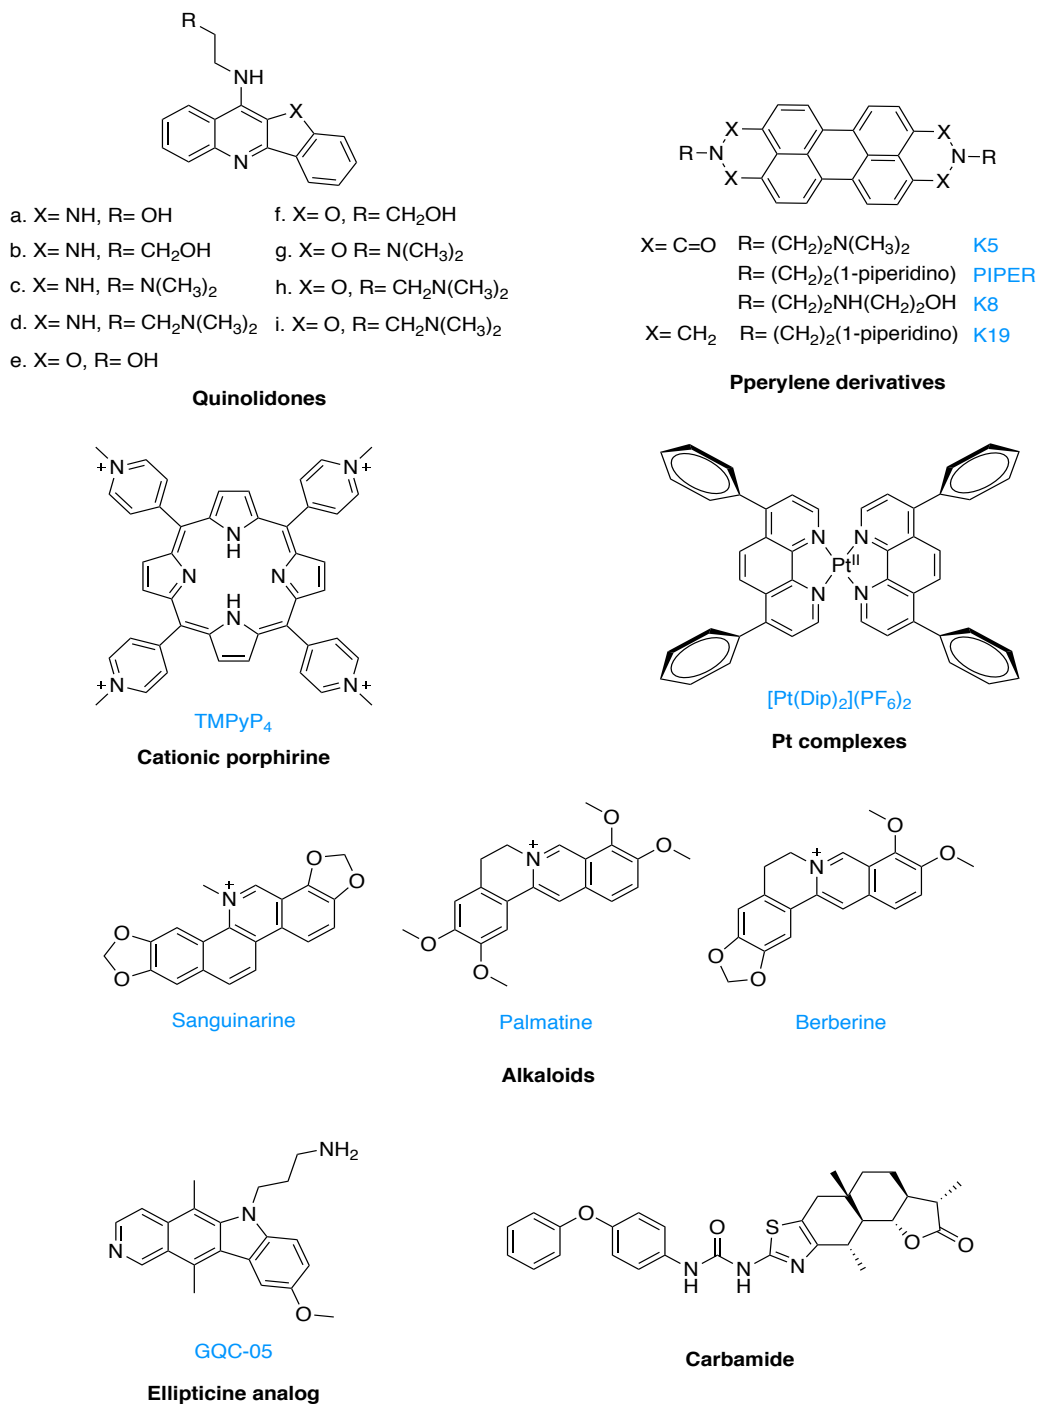 R
NH
X
N
a. X= NH, R= OH
b. X= NH, R= CH₂OH
c. X= NH, R= N(CH₃)₂
d. X= NH, R= CH₂N(CH₃)₂
e. X= O, R= OH
f. X= O, R= CH₂OH
g. X= O R= N(CH₃)₂
h. X= O, R= CH₂N(CH₃)₂
i. X= O, R= CH₂N(CH₃)₂
Quinolidones
X X
R–N N–R
X X
X= C=O R= (CH₂)₂N(CH₃)₂ K5
R= (CH₂)₂(1-piperidino) PIPER
R= (CH₂)₂NH(CH₂)₂OH K8
X= CH₂ R= (CH₂)₂(1-piperidino) K19
Pperylene derivatives
N+ N+
N
H
N N
H
N
N+ N+
TMPyP₄
Cationic porphirine
N N
Ptᴵᴵ
N N
[Pt(Dip)₂](PF₆)₂
Pt complexes
O
O
N+
O
O
Sanguinarine
O
N+
O
O
O
Palmatine
O
N+
O
O
O
Berberine
Alkaloids
NH₂
N
N
O
GQC-05
Ellipticine analog
O
O
S
N
H
N
H
N
O
O
Carbamide